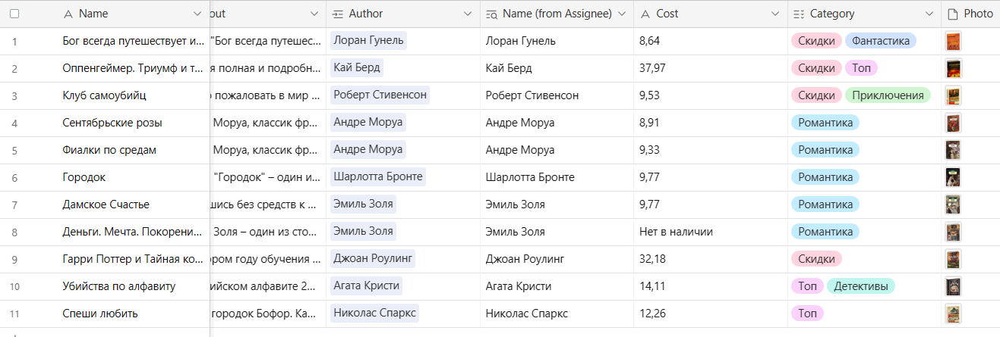 Name out Author Name (from Assignee) Cost Category Photo
1 Бог всегда путешествует и... "Бог всегда путешес... Лоран Гунель Лоран Гунель 8,64 Скидки Фантастика
2 Оппенгеймер. Триумф и т... я полная и подробн... Кай Берд Кай Берд 37,97 Скидки Топ
3 Клуб самоубийц о пожаловать в мир ... Роберт Стивенсон Роберт Стивенсон 9,53 Скидки Приключения
4 Сентябрьские розы Моруа, классик фр... Андре Моруа Андре Моруа 8,91 Романтика
5 Фиалки по средам Моруа, классик фр... Андре Моруа Андре Моруа 9,33 Романтика
6 Городок "Городок" – один и... Шарлотта Бронте Шарлотта Бронте 9,77 Романтика
7 Дамское Счастье шись без средств к ... Эмиль Золя Эмиль Золя 9,77 Романтика
8 Деньги. Мечта. Покорени... Золя – один из сто... Эмиль Золя Эмиль Золя Нет в наличии Романтика
9 Гарри Поттер и Тайная ко... ором году обучения ... Джоан Роулинг Джоан Роулинг 32,18 Скидки
10 Убийства по алфавиту ийском алфавите 2... Агата Кристи Агата Кристи 14,11 Топ Детективы
11 Спеши любить городок Бофор. Ка... Николас Спаркс Николас Спаркс 12,26 Топ